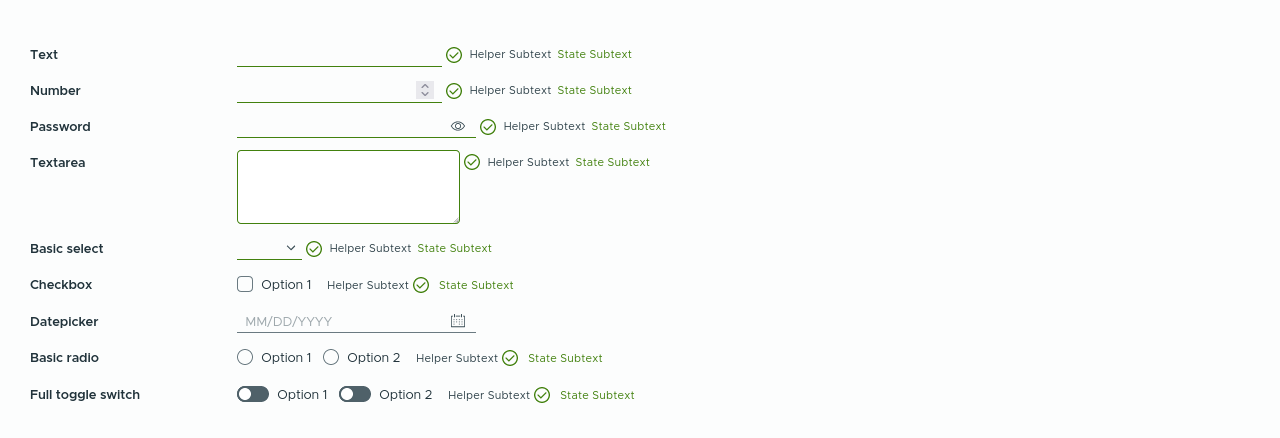 Text Helper Subtext State Subtext
Number Helper Subtext State Subtext
Password Helper Subtext State Subtext
Textarea Helper Subtext State Subtext
Basic select Helper Subtext State Subtext
Checkbox Option 1 Helper Subtext State Subtext
Datepicker MM/DD/YYYY
Basic radio Option 1 Option 2 Helper Subtext State Subtext
Full toggle switch Option 1 Option 2 Helper Subtext State Subtext